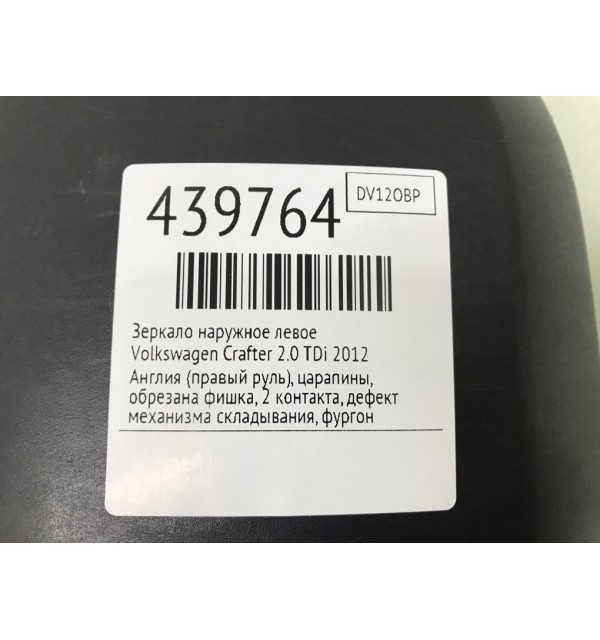 439764
DV12OBP
Зеркало наружное левое
Volkswagen Crafter 2.0 TDi 2012
Англия (правый руль), царапины,
обрезана фишка, 2 контакта, дефект
механизма складывания, фургон